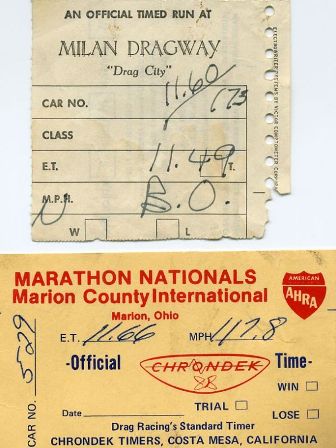 AN OFFICIAL TIMED RUN AT
MILAN DRAGWAY
"Drag City"
CAR NO. 11.60/173
CLASS
E.T. 11.49 T.
M.P.H. B.O.
W L
MARATHON NATIONALS
Marion County International
Marion, Ohio
AMERICAN
AHRA
E.T. 11.66 MPH 117.8
-Official CHRONDEK Time-
88
WIN
TRIAL
LOSE
Date
CAR NO. 5229
Drag Racing's Standard Timer
CHRONDEK TIMERS, COSTA MESA, CALIFORNIA